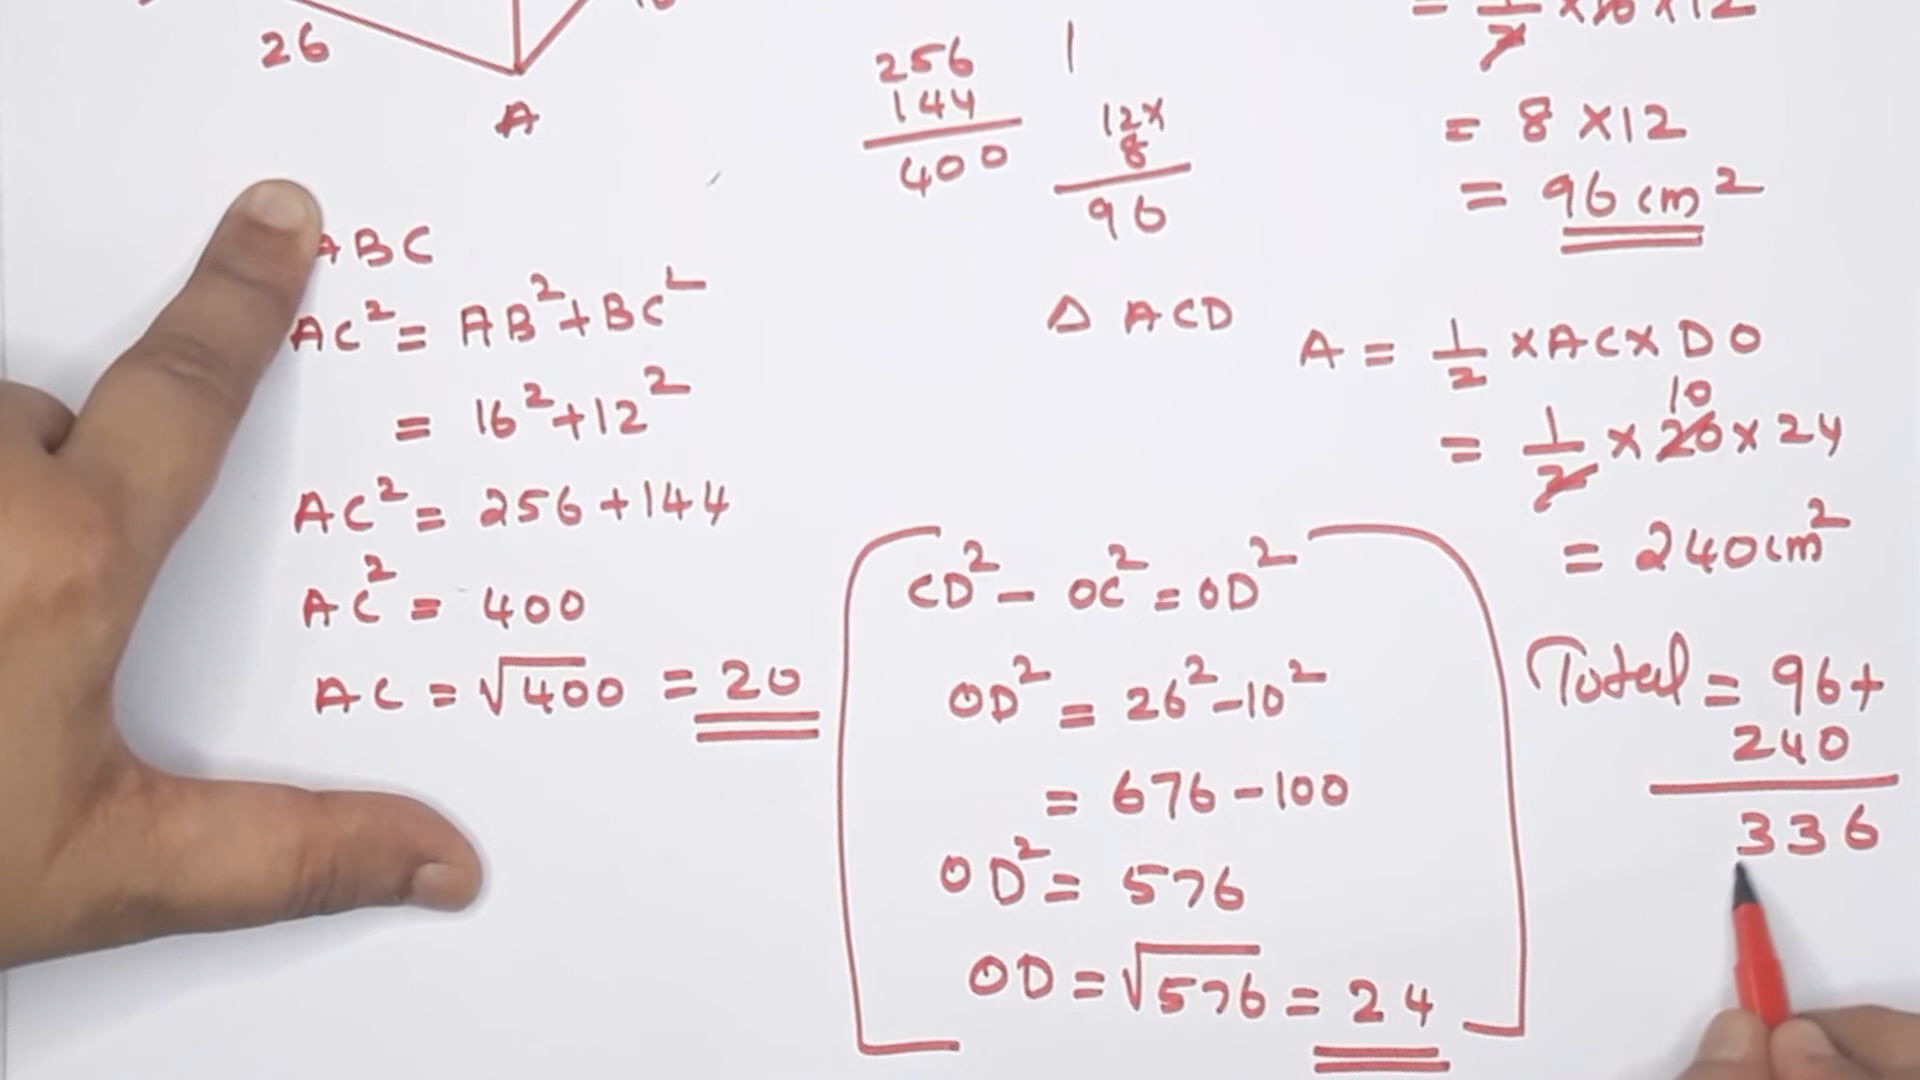 26
A
256
144
400
12×
8
96
= 8 × 12
= 96 cm²
ABC
AC² = AB² + BC²
= 16² + 12²
AC² = 256 + 144
AC² = 400
AC = √400 = 20
Δ ACD
A = 1/2 × AC × DO
10
= 1/2 × 20 × 24
= 240 cm²
CD² - OC² = OD²
OD² = 26² - 10²
= 676 - 100
OD² = 576
OD = √576 = 24
Total = 96 +
240
336